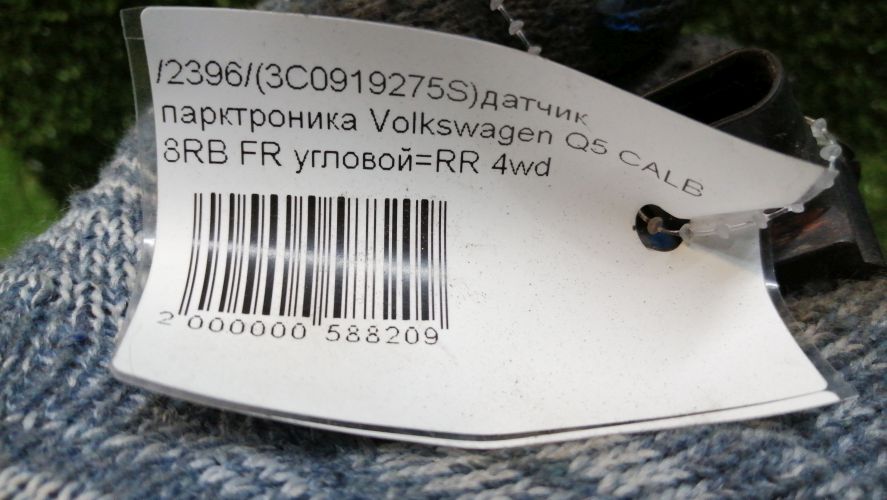 /2396/(3C0919275S)датчик
парктроника Volkswagen Q5 CALB
8RB FR угловой=RR 4wd
2 000000 588209